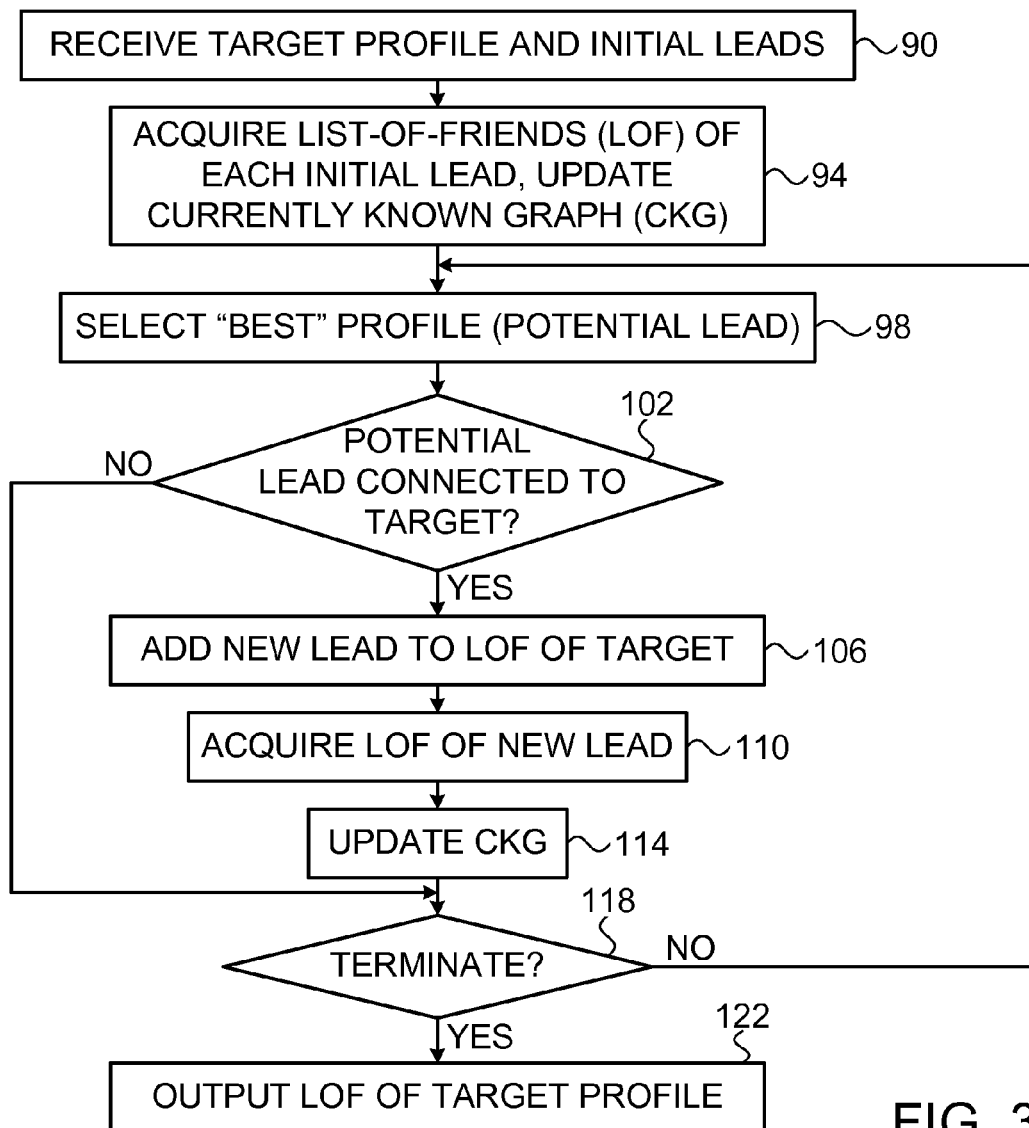 RECEIVE TARGET PROFILE AND INITIAL LEADS
90
ACQUIRE LIST-OF-FRIENDS (LOF) OF
EACH INITIAL LEAD, UPDATE
CURRENTLY KNOWN GRAPH (CKG)
94
SELECT “BEST” PROFILE (POTENTIAL LEAD)
98
102
POTENTIAL
LEAD CONNECTED TO
TARGET?
NO
YES
ADD NEW LEAD TO LOF OF TARGET
106
ACQUIRE LOF OF NEW LEAD
110
UPDATE CKG
114
118
TERMINATE?
NO
YES
122
OUTPUT LOF OF TARGET PROFILE
FIG. 3